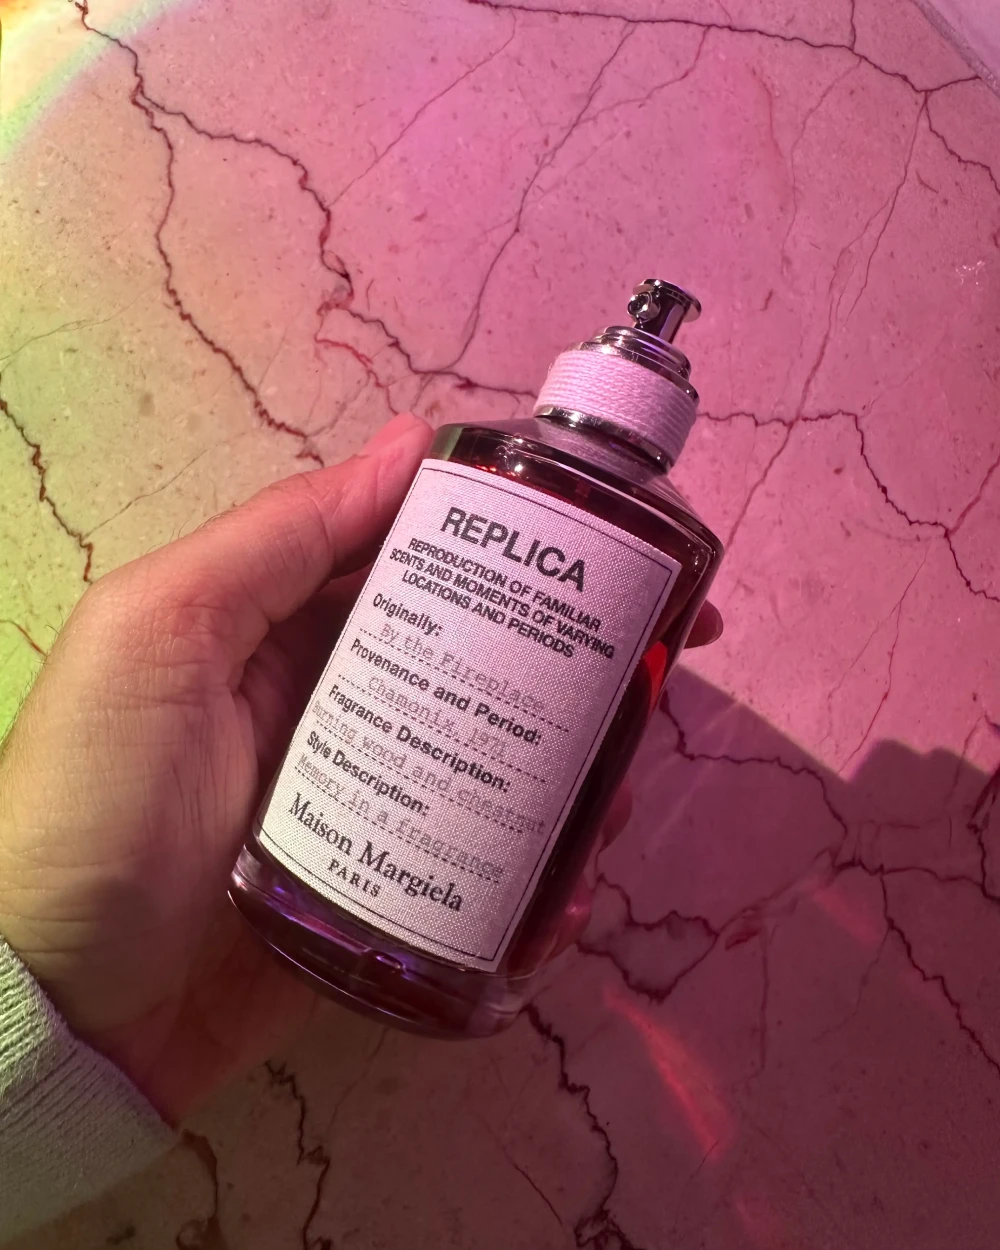 REPLICA
REPRODUCTION OF FAMILIAR
SCENTS AND MOMENTS OF VARYING
LOCATIONS AND PERIODS
Originally:
By the Fireplace
Provenance and Period:
Chamonix, 1971
Fragrance Description:
Burning wood and chestnut
Style Description:
Memory in a fragrance
Maison Margiela
PARIS